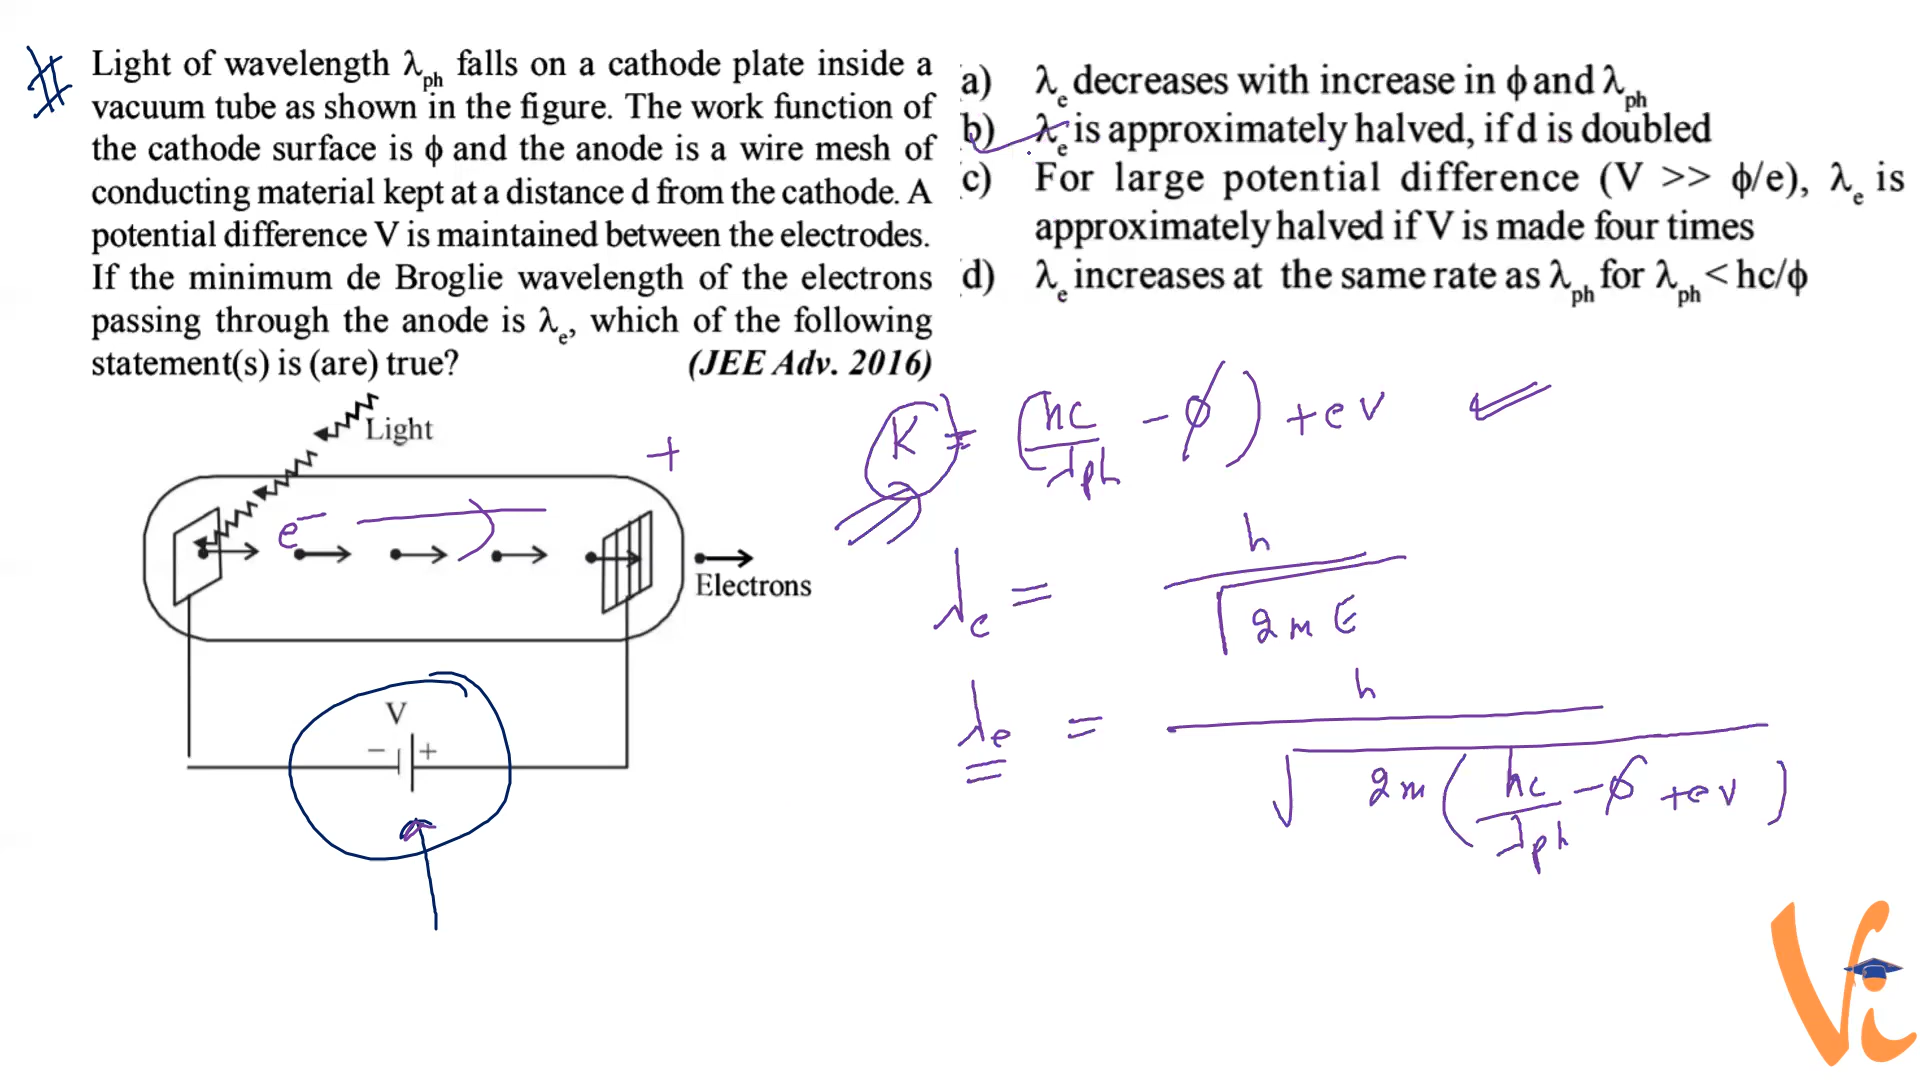 Light of wavelength λph falls on a cathode plate inside a
vacuum tube as shown in the figure. The work function of
the cathode surface is ϕ and the anode is a wire mesh of
conducting material kept at a distance d from the cathode. A
potential difference V is maintained between the electrodes.
If the minimum de Broglie wavelength of the electrons
passing through the anode is λe, which of the following
statement(s) is (are) true? (JEE Adv. 2016)
a) λe decreases with increase in ϕ and λph
b) λe is approximately halved, if d is doubled
c) For large potential difference (V >> ϕ/e), λe is
approximately halved if V is made four times
d) λe increases at the same rate as λph for λph < hc/ϕ
Light
+
e⁻
Electrons
V
− +
K = (hc/λph − ϕ) + eV
λe = h/√2mE
λe = h/√2m(hc/λph − ϕ + eV)
Vi